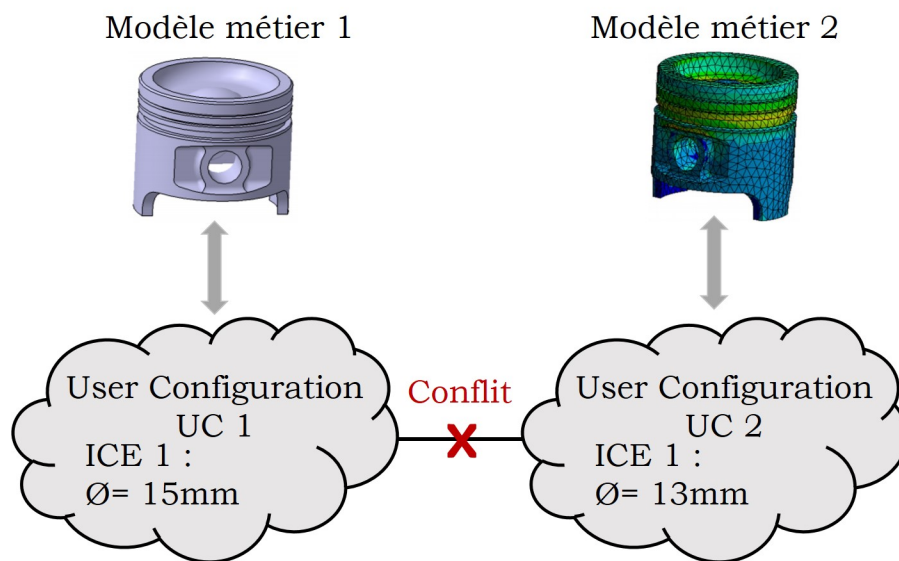 Modèle métier 1
Modèle métier 2
User Configuration
UC 1
ICE 1 :
Ø= 15mm
Conflit
User Configuration
UC 2
ICE 1 :
Ø= 13mm